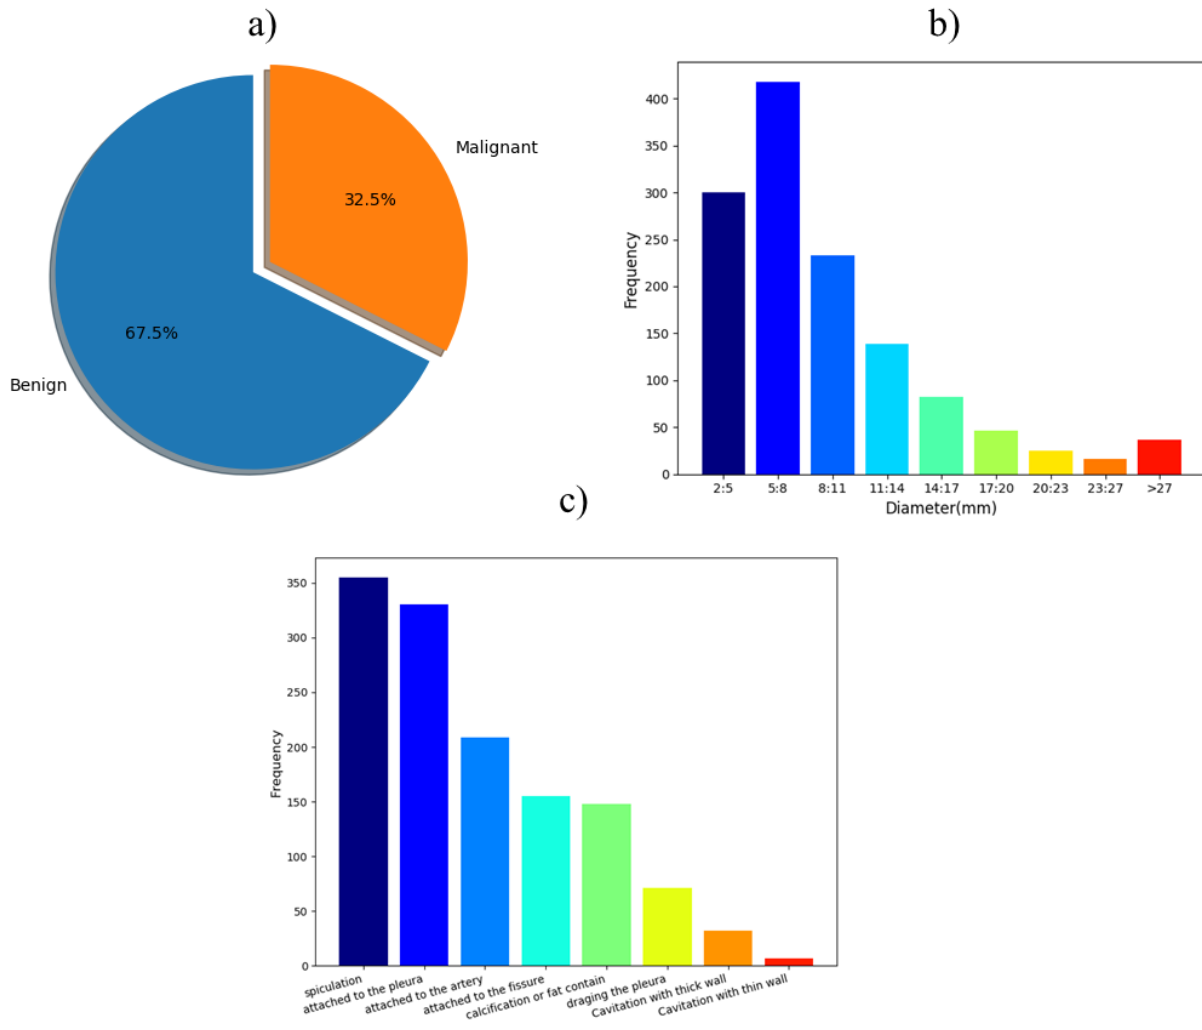 a)
Malignant
32.5%
67.5%
Benign
b)
400
350
300
250
200
150
100
50
0
Frequency
2:5 5:8 8:11 11:14 14:17 17:20 20:23 23:27 >27
Diameter(mm)
c)
350
300
250
200
150
100
50
0
Frequency
spiculation
attached to the pleura
attached to the artery
attached to the fissure
calcification or fat contain
draging the pleura
Cavitation with thick wall
Cavitation with thin wall